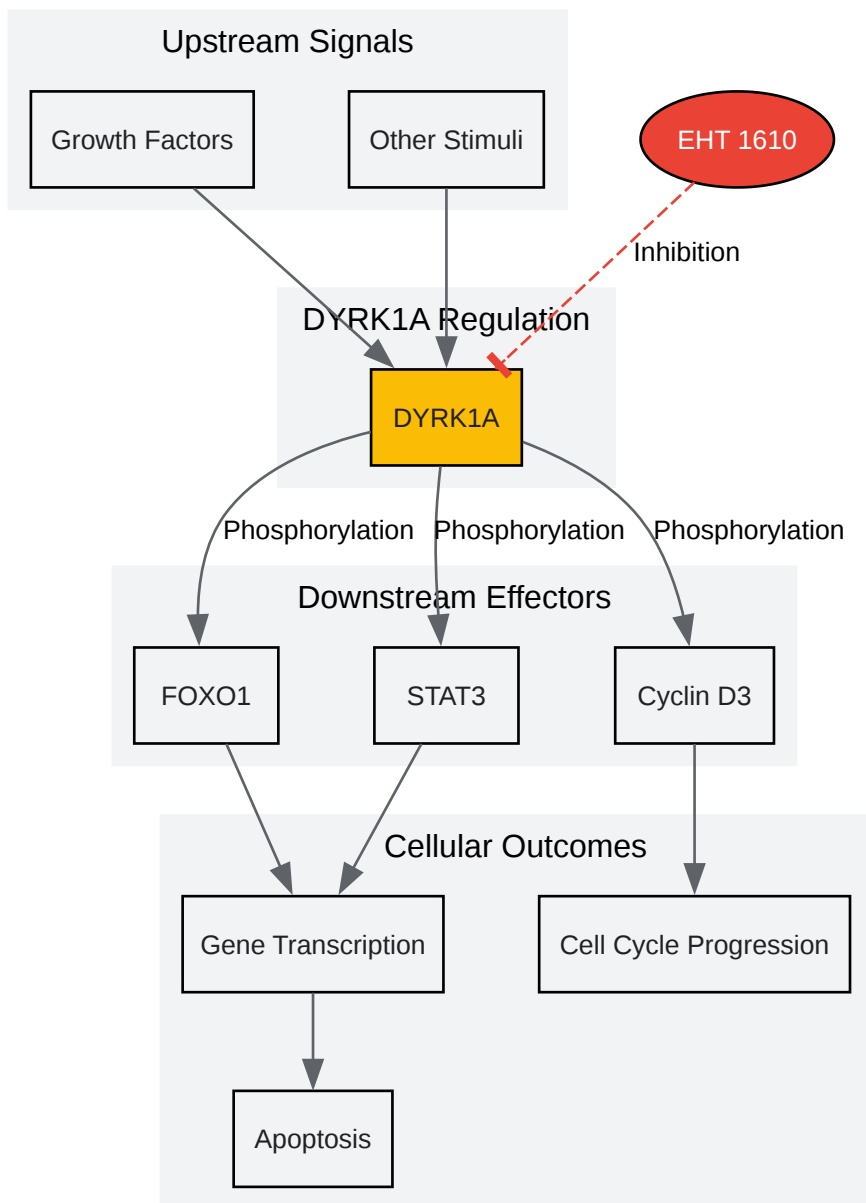 Upstream Signals
Growth Factors
Other Stimuli
EHT 1610
Inhibition
DYRK1A Regulation
DYRK1A
Phosphorylation
Phosphorylation
Phosphorylation
Downstream Effectors
FOXO1
STAT3
Cyclin D3
Cellular Outcomes
Gene Transcription
Cell Cycle Progression
Apoptosis